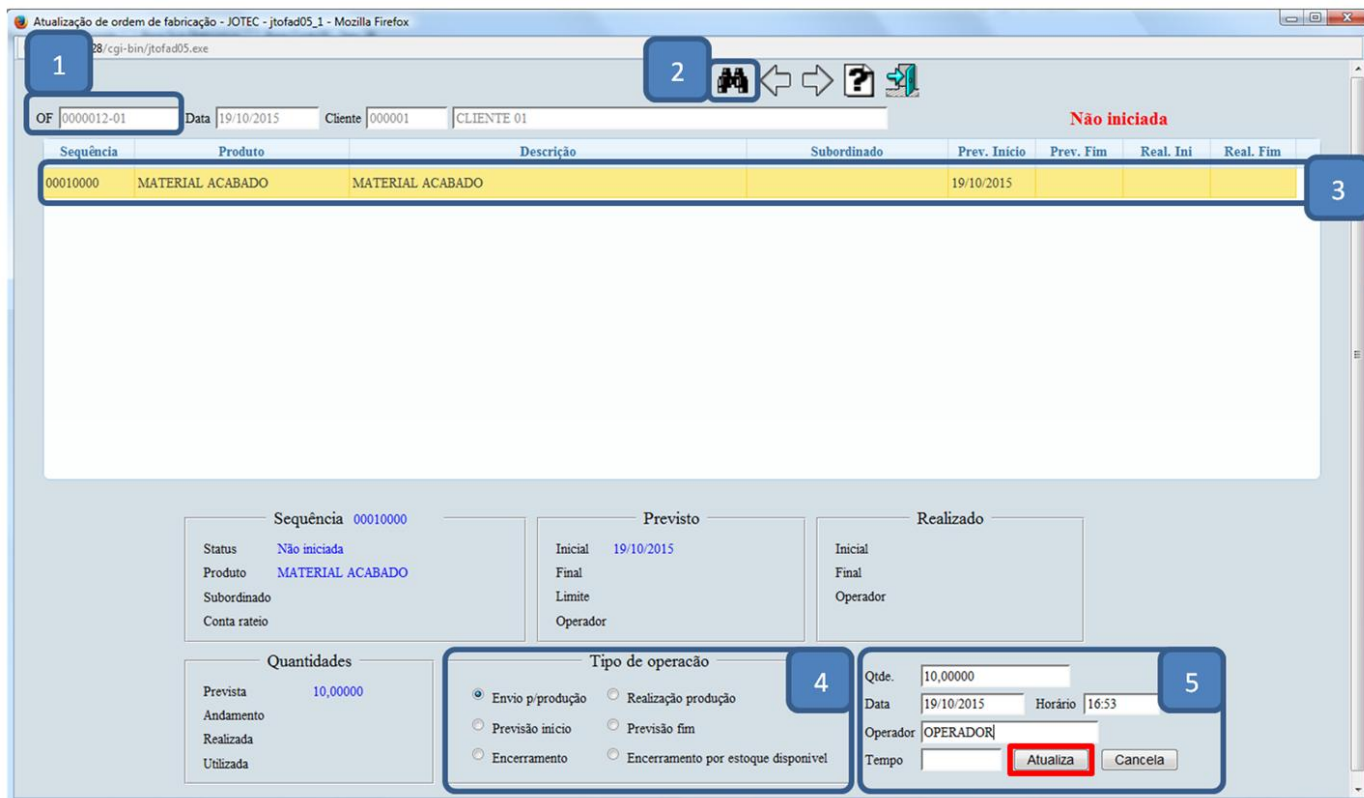 Atualização de ordem de fabricação - JOTEC - jtofad05_1 - Mozilla Firefox
28/cgi-bin/jtofad05.exe
1
2
OF 0000012-01 Data 19/10/2015 Cliente 000001 CLIENTE 01 Não iniciada
Sequência Produto Descrição Subordinado Prev. Início Prev. Fim Real. Ini Real. Fim
00010000 MATERIAL ACABADO MATERIAL ACABADO 19/10/2015
3
Sequência 00010000
Status Não iniciada
Produto MATERIAL ACABADO
Subordinado
Conta rateio
Previsto
Inicial 19/10/2015
Final
Limite
Operador
Realizado
Inicial
Final
Operador
Quantidades
Prevista 10,00000
Andamento
Realizada
Utilizada
Tipo de operacão
4
Envio p/produção Realização produção
Previsão início Previsão fim
Encerramento Encerramento por estoque disponivel
5
Qtde. 10,00000
Data 19/10/2015 Horário 16:53
Operador OPERADOR
Tempo Atualiza Cancela